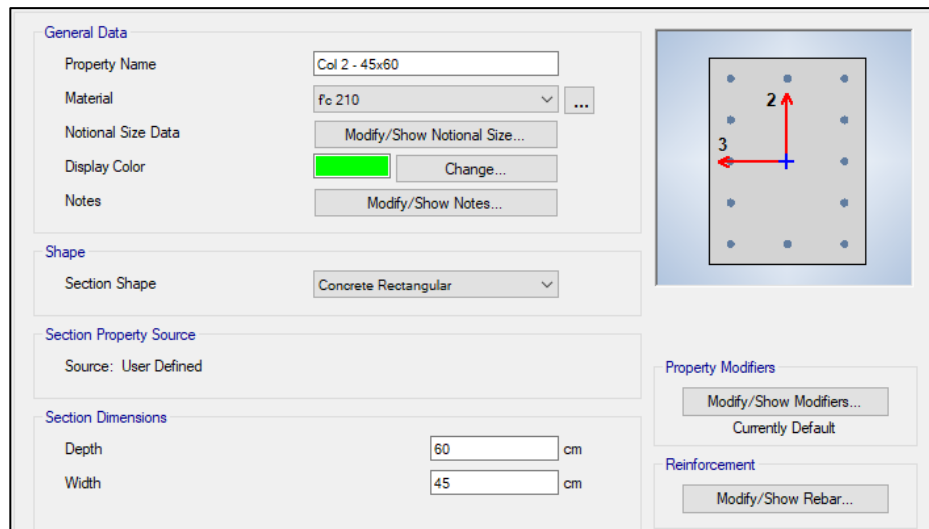 General Data
Property Name
Col 2 - 45x60
Material
f'c 210
...
Notional Size Data
Modify/Show Notional Size...
Display Color
Change...
Notes
Modify/Show Notes...
2
3
Shape
Section Shape
Concrete Rectangular
Section Property Source
Source: User Defined
Property Modifiers
Modify/Show Modifiers...
Currently Default
Section Dimensions
Depth
60
cm
Width
45
cm
Reinforcement
Modify/Show Rebar...